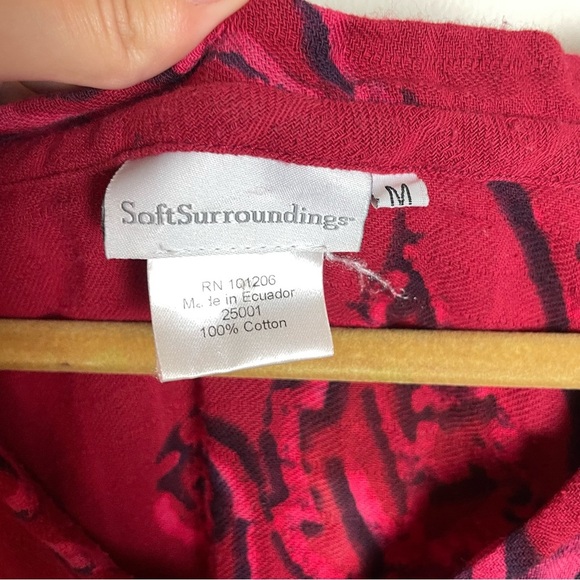 SoftSurroundings
M
RN 101206
Made in Ecuador
25001
100% Cotton